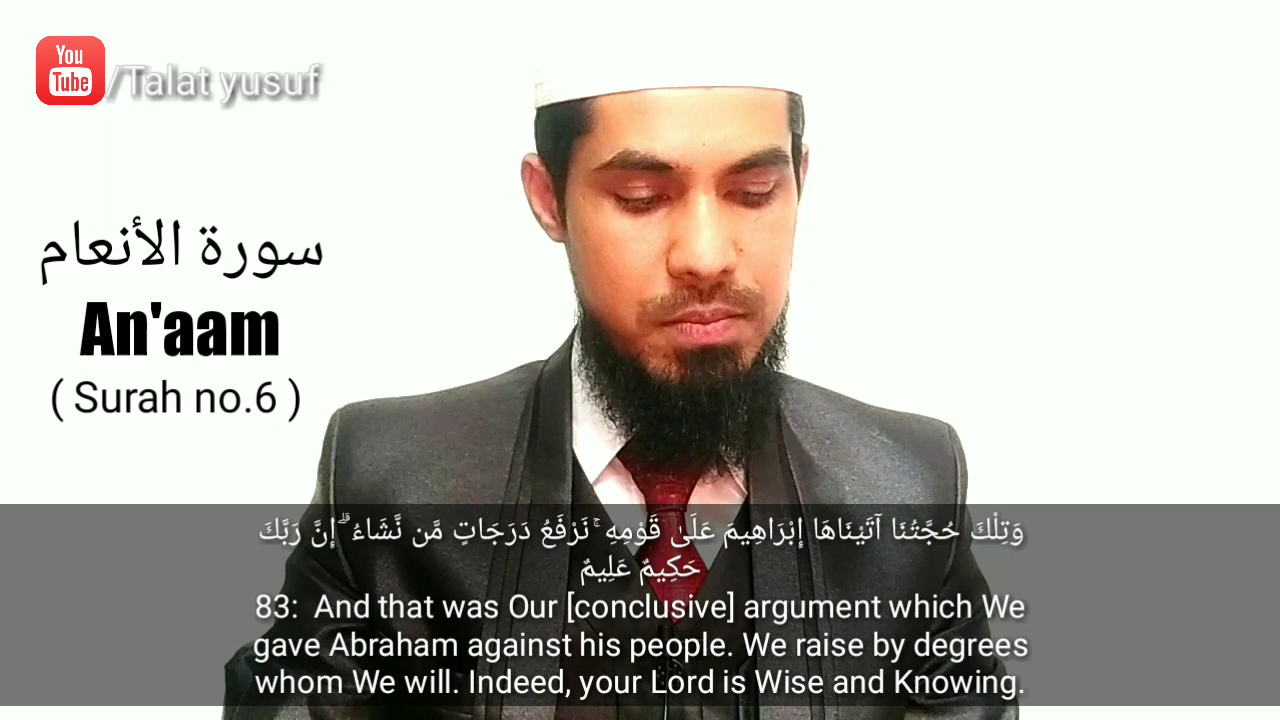 You
Tube
/Talat yusuf
سورة الأنعام
An'aam
( Surah no.6 )
وَتِلْكَ حُجَّتُنَا آتَيْنَاهَا إِبْرَاهِيمَ عَلَىٰ قَوْمِهِ ۚ نَرْفَعُ دَرَجَاتٍ مَّن نَّشَاءُ ۗ إِنَّ رَبَّكَ
حَكِيمٌ عَلِيمٌ
83:  And that was Our [conclusive] argument which We
gave Abraham against his people. We raise by degrees
whom We will. Indeed, your Lord is Wise and Knowing.